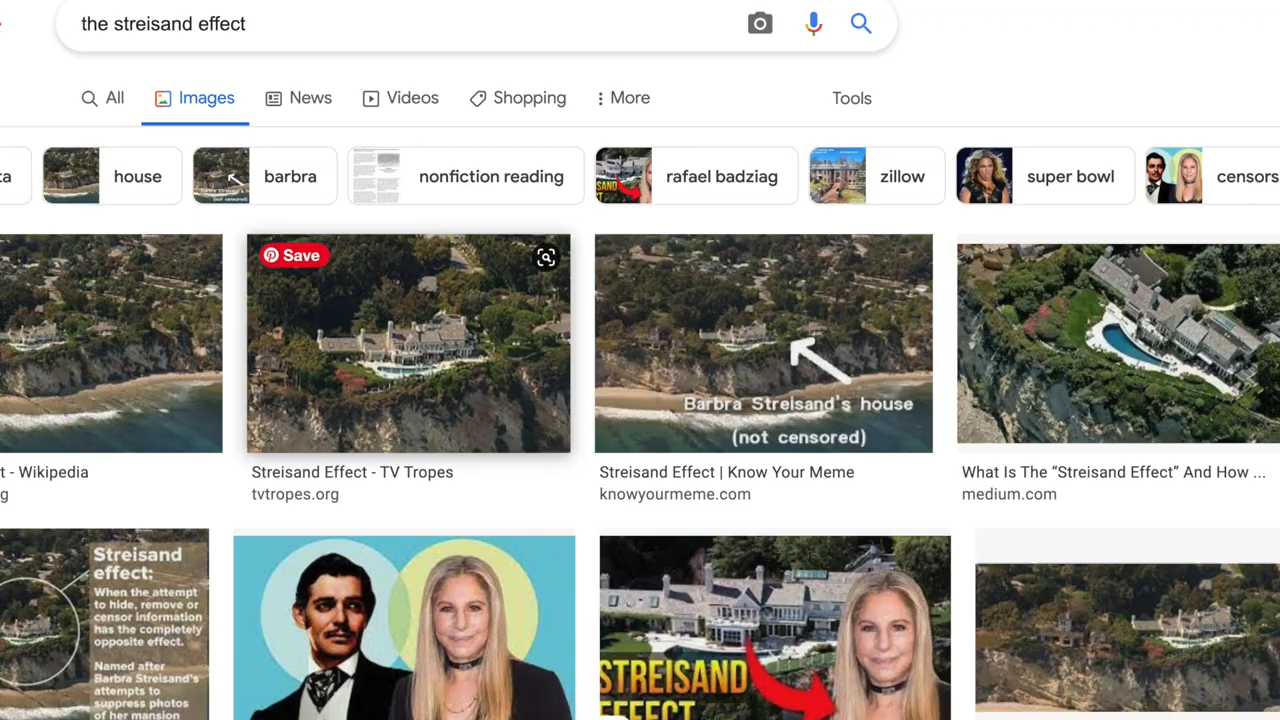 the streisand effect
All Images News Videos Shopping More Tools
ta house barbra nonfiction reading rafael badziag zillow super bowl censors
Save
Barbra Streisand's house
(not censored)
t - Wikipedia Streisand Effect - TV Tropes Streisand Effect | Know Your Meme What Is The “Streisand Effect” And How ...
g tvtropes.org knowyourmeme.com medium.com
Streisand
effect:
When the attempt
to hide, remove or
censor information
has the completely
opposite effect.
Named after
Barbra Streisand's
attempts to
suppress photos
of her mansion
STREISAND
EFFECT